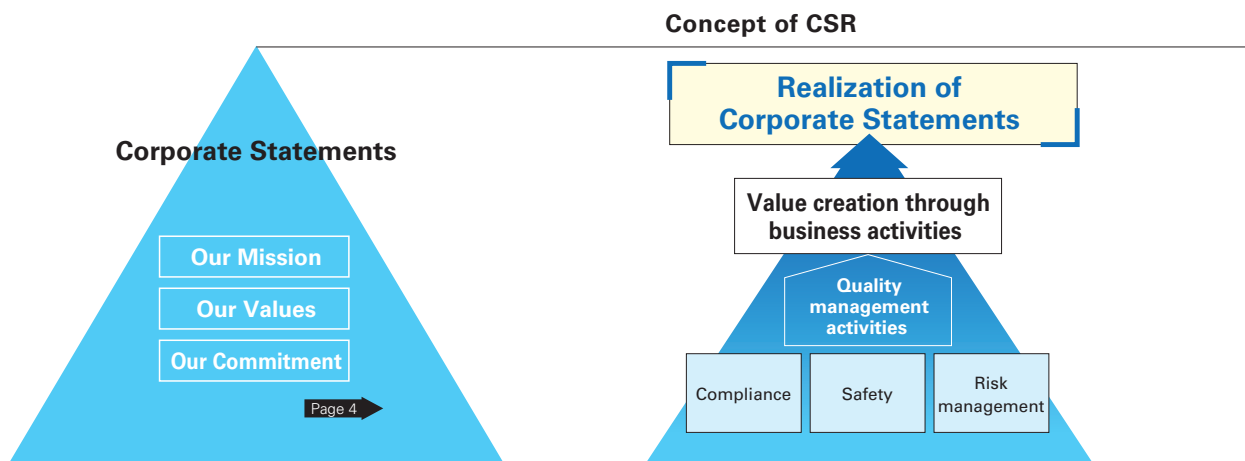 Concept of CSR
Corporate Statements
Our Mission
Our Values
Our Commitment
Page 4
Realization of
Corporate Statements
Value creation through
business activities
Quality
management
activities
Compliance
Safety
Risk
management